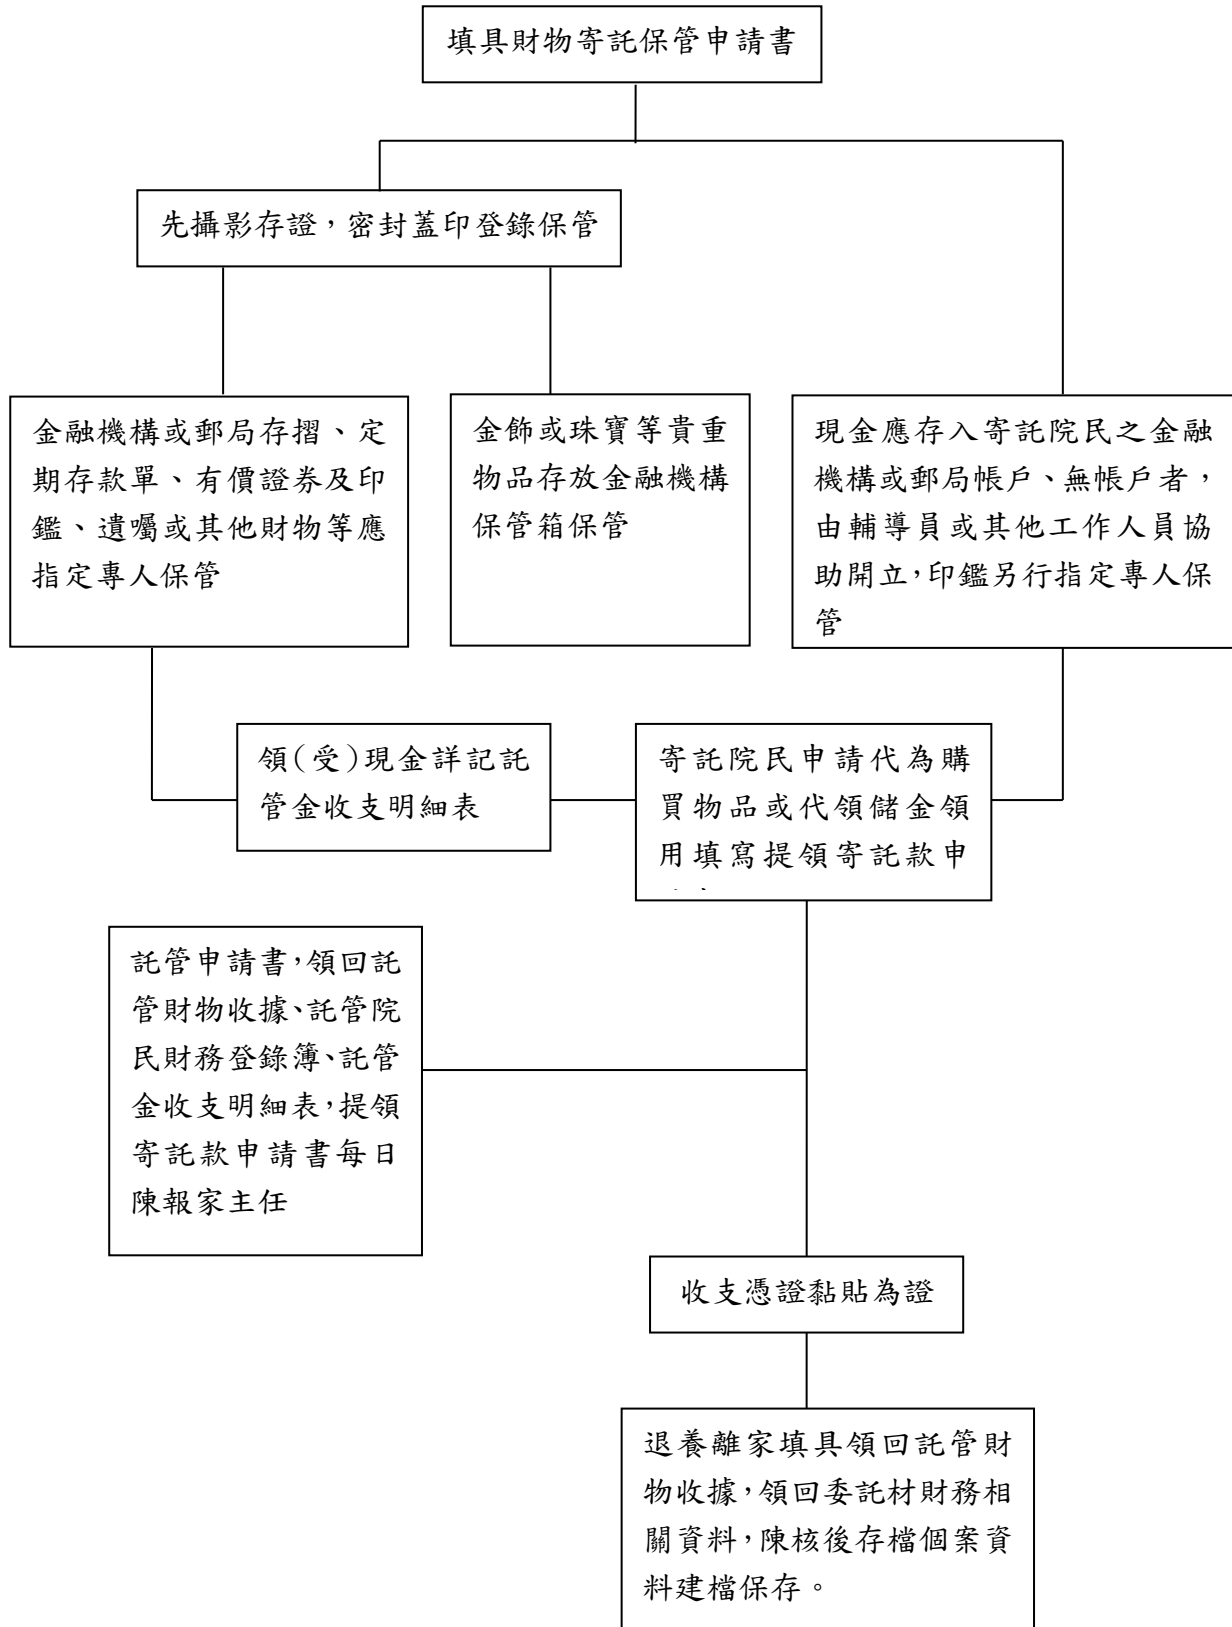 填具財物寄託保管申請書
先攝影存證，密封蓋印登錄保管
金融機構或郵局存摺、定
期存款單、有價證券及印
鑑、遺囑或其他財物等應
指定專人保管
金飾或珠寶等貴重
物品存放金融機構
保管箱保管
現金應存入寄託院民之金融
機構或郵局帳戶、無帳戶者，
由輔導員或其他工作人員協
助開立，印鑑另行指定專人保
管
領(受)現金詳記託
管金收支明細表
寄託院民申請代為購
買物品或代領儲金領
用填寫提領寄託款申
託管申請書，領回託
管財物收據、託管院
民財務登錄簿、託管
金收支明細表，提領
寄託款申請書每日
陳報家主任
收支憑證黏貼為證
退養離家填具領回託管財
物收據，領回委託材財務相
關資料，陳核後存檔個案資
料建檔保存。